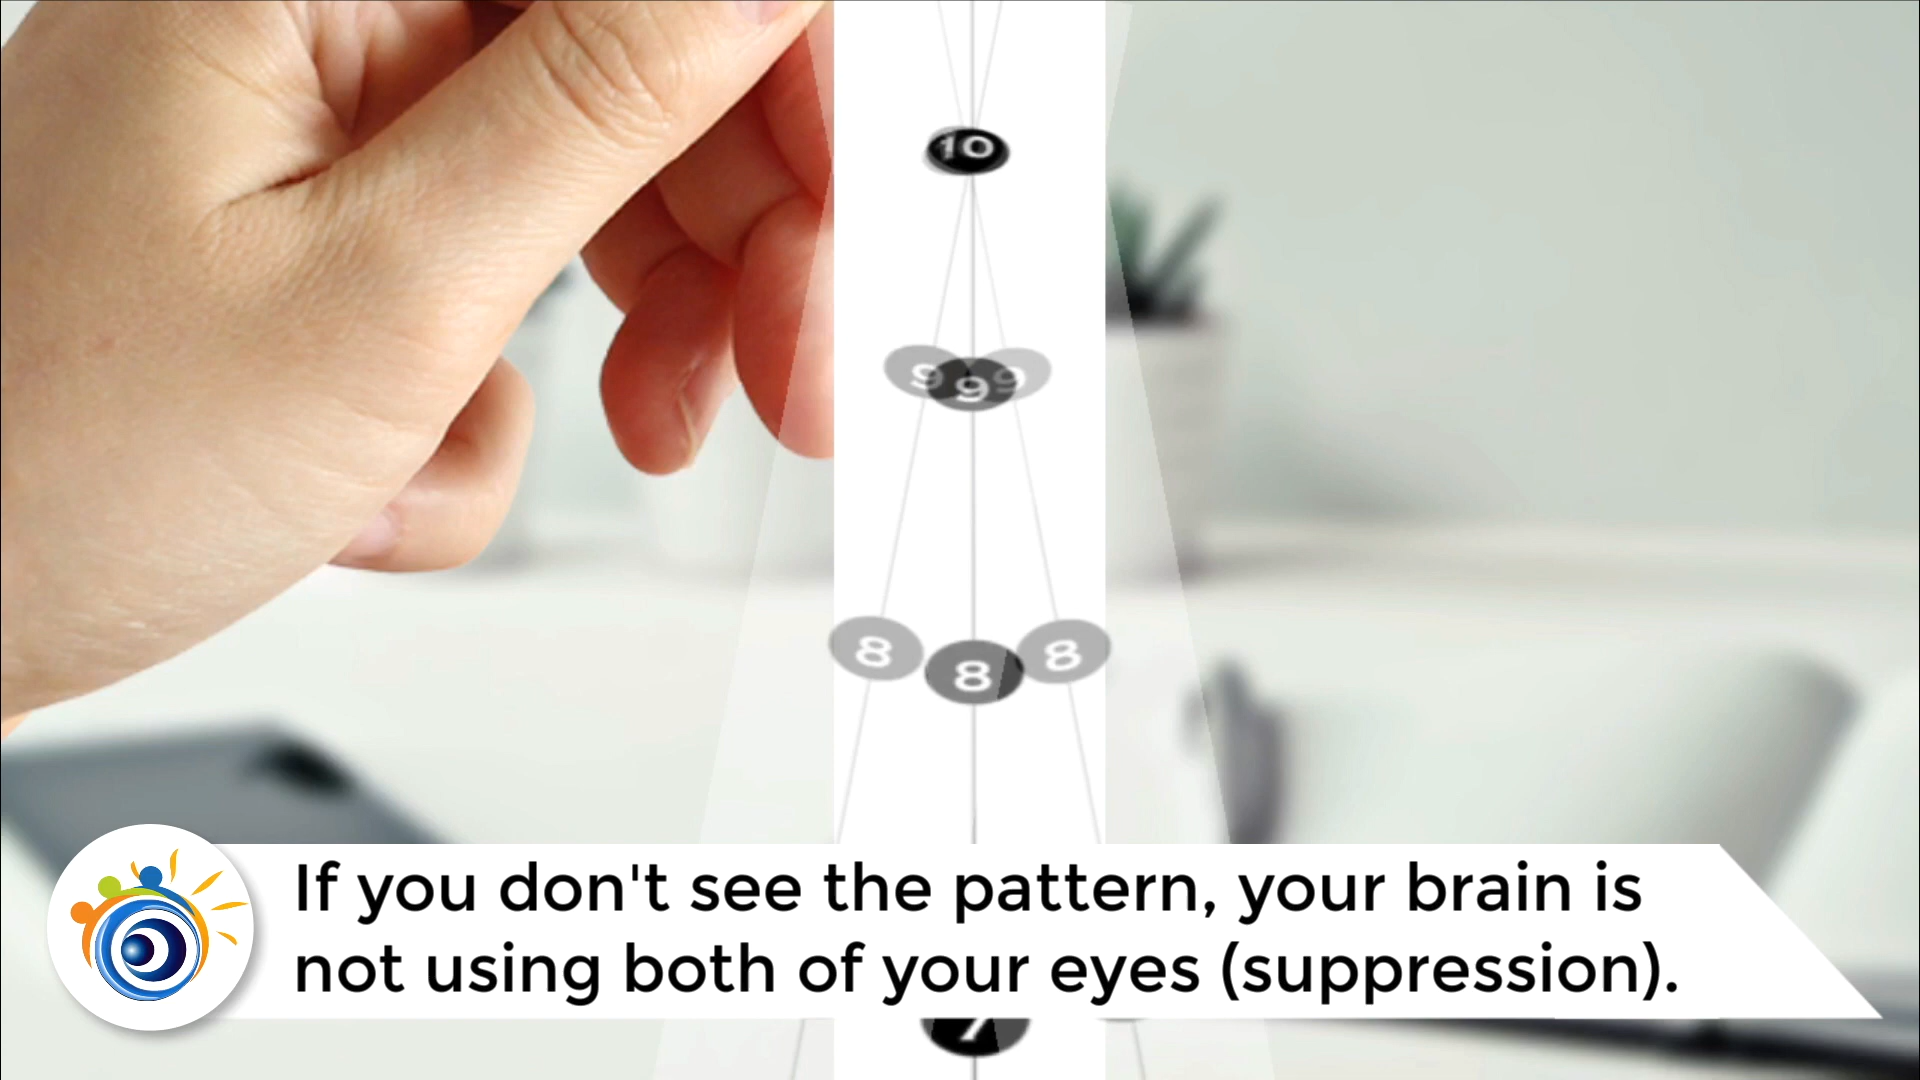 10
9 9 9
8 8 8
If you don't see the pattern, your brain is
not using both of your eyes (suppression).
7